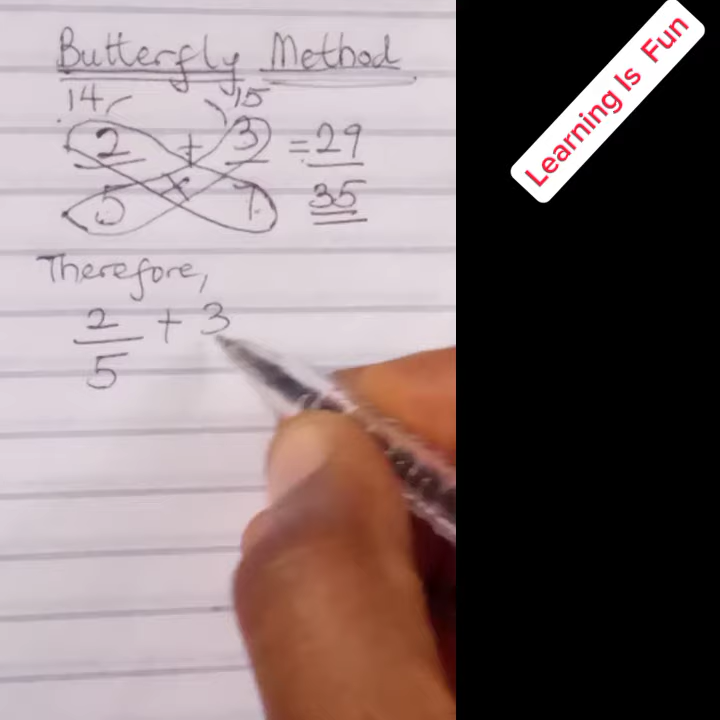 Butterfly Method
14 15
2 + 3 = 29
5 × 7 35
Therefore,
2 + 3
5
Learning Is Fun